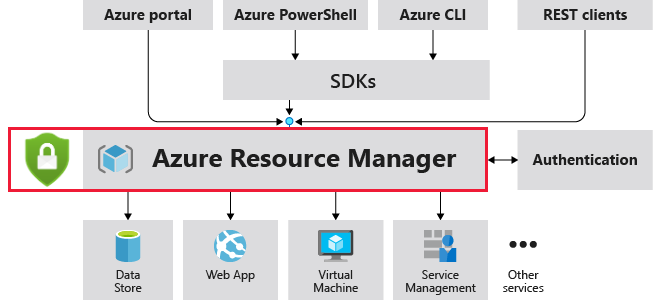 Azure portal
Azure PowerShell
Azure CLI
REST clients
SDKs
Azure Resource Manager
Authentication
Data
Store
Web App
Virtual
Machine
Service
Management
Other
services